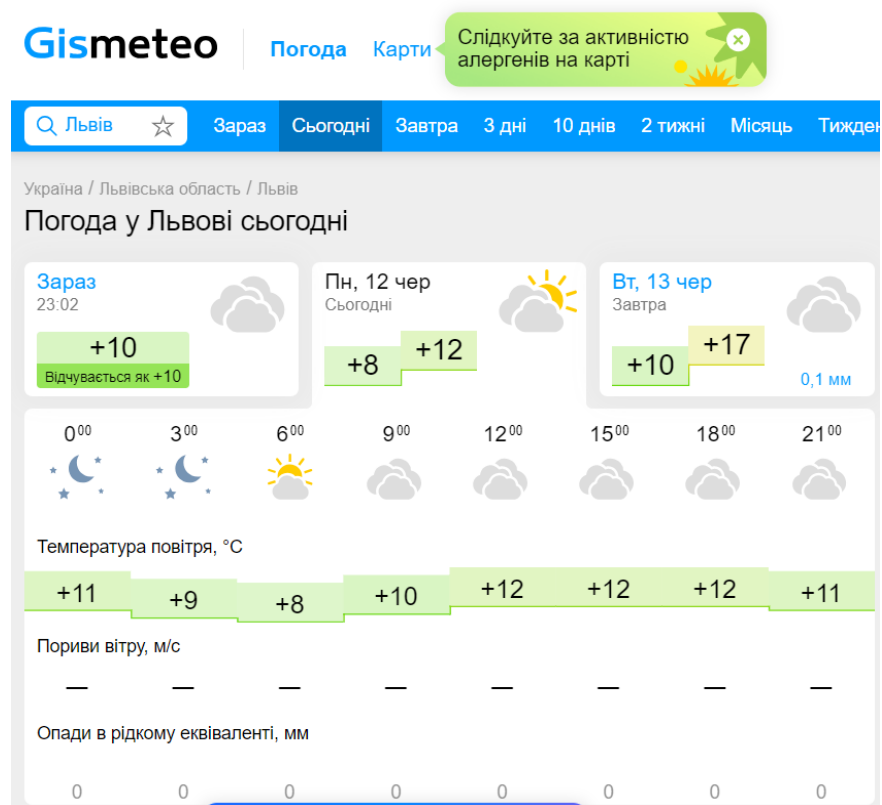 Gismeteo
Погода Карти
Слідкуйте за активністю
алергенів на карті
Львів Зараз Сьогодні Завтра 3 дні 10 днів 2 тижні Місяць
Україна / Львівська область / Львів
Погода у Львові сьогодні
Зараз
23:02
+10
Відчувається як +10
Пн, 12 чер
Сьогодні
+8 +12
Вт, 13 чер
Завтра
+10 +17
0,1 мм
000 300 600 900 1200 1500 1800 2100
Температура повітря, °C
+11 +9 +8 +10 +12 +12 +12 +11
Пориви вітру, м/с
— — — — — — — —
Опади в рідкому еквіваленті, мм
0 0 0 0 0 0 0 0